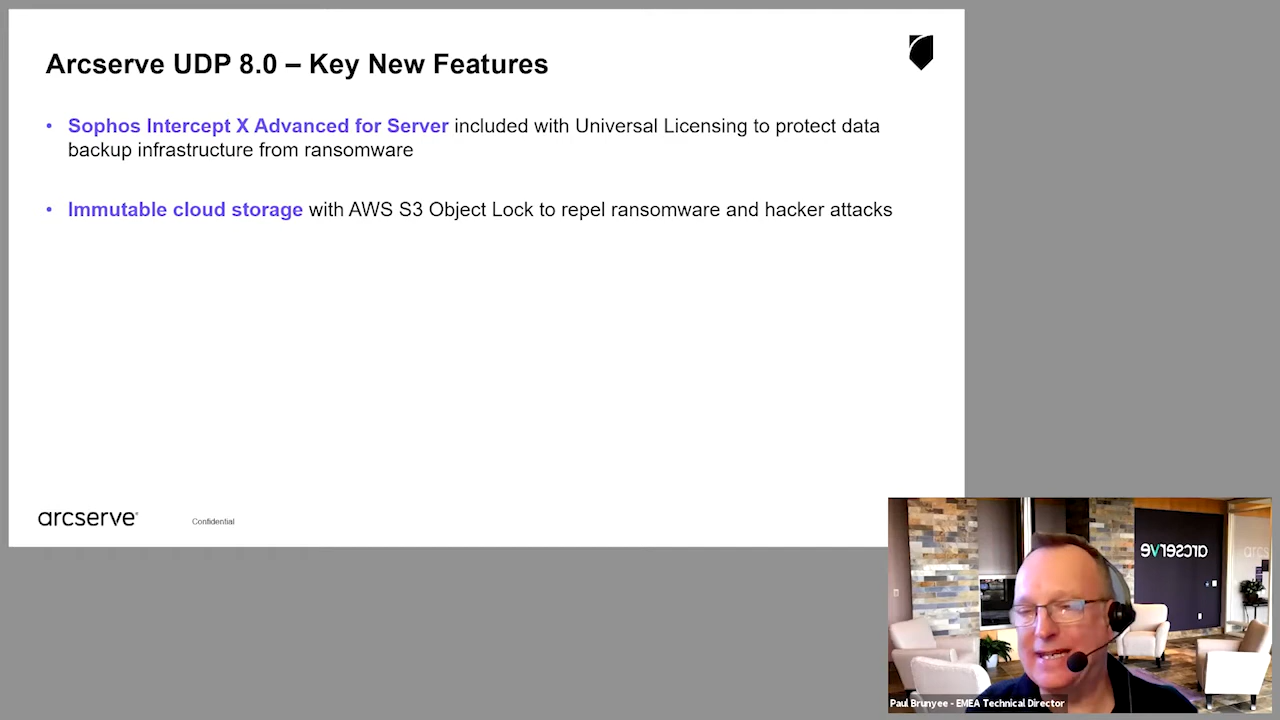 Arcserve UDP 8.0 – Key New Features
• Sophos Intercept X Advanced for Server included with Universal Licensing to protect data
backup infrastructure from ransomware
• Immutable cloud storage with AWS S3 Object Lock to repel ransomware and hacker attacks
arcserve®
Confidential
arcserve
arcs
Paul Brunyee - EMEA Technical Director